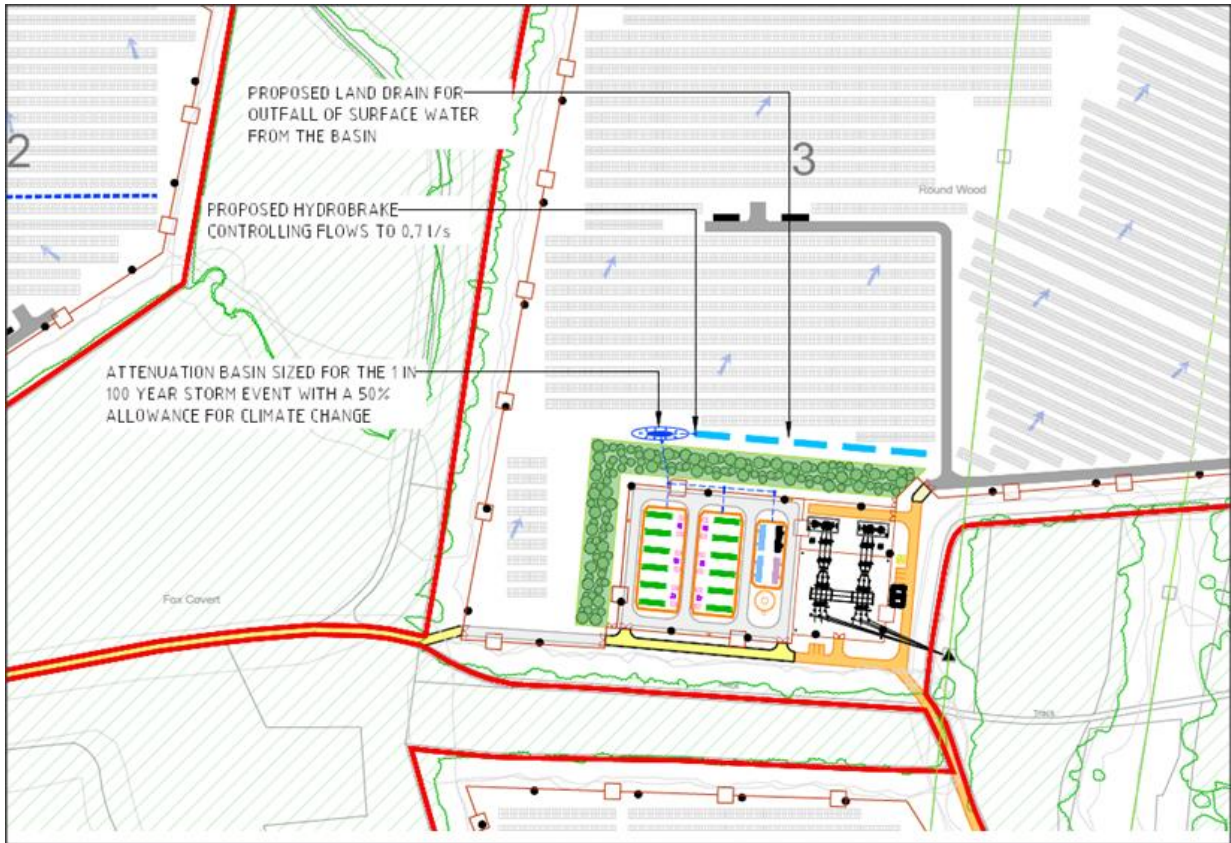 PROPOSED LAND DRAIN FOR
OUTFALL OF SURFACE WATER
FROM THE BASIN
2
3
Round Wood
PROPOSED HYDROBRAKE
CONTROLLING FLOWS TO 0.7 l/s
ATTENUATION BASIN SIZED FOR THE 1 IN
100 YEAR STORM EVENT WITH A 50%
ALLOWANCE FOR CLIMATE CHANGE
Fox Covert
Track